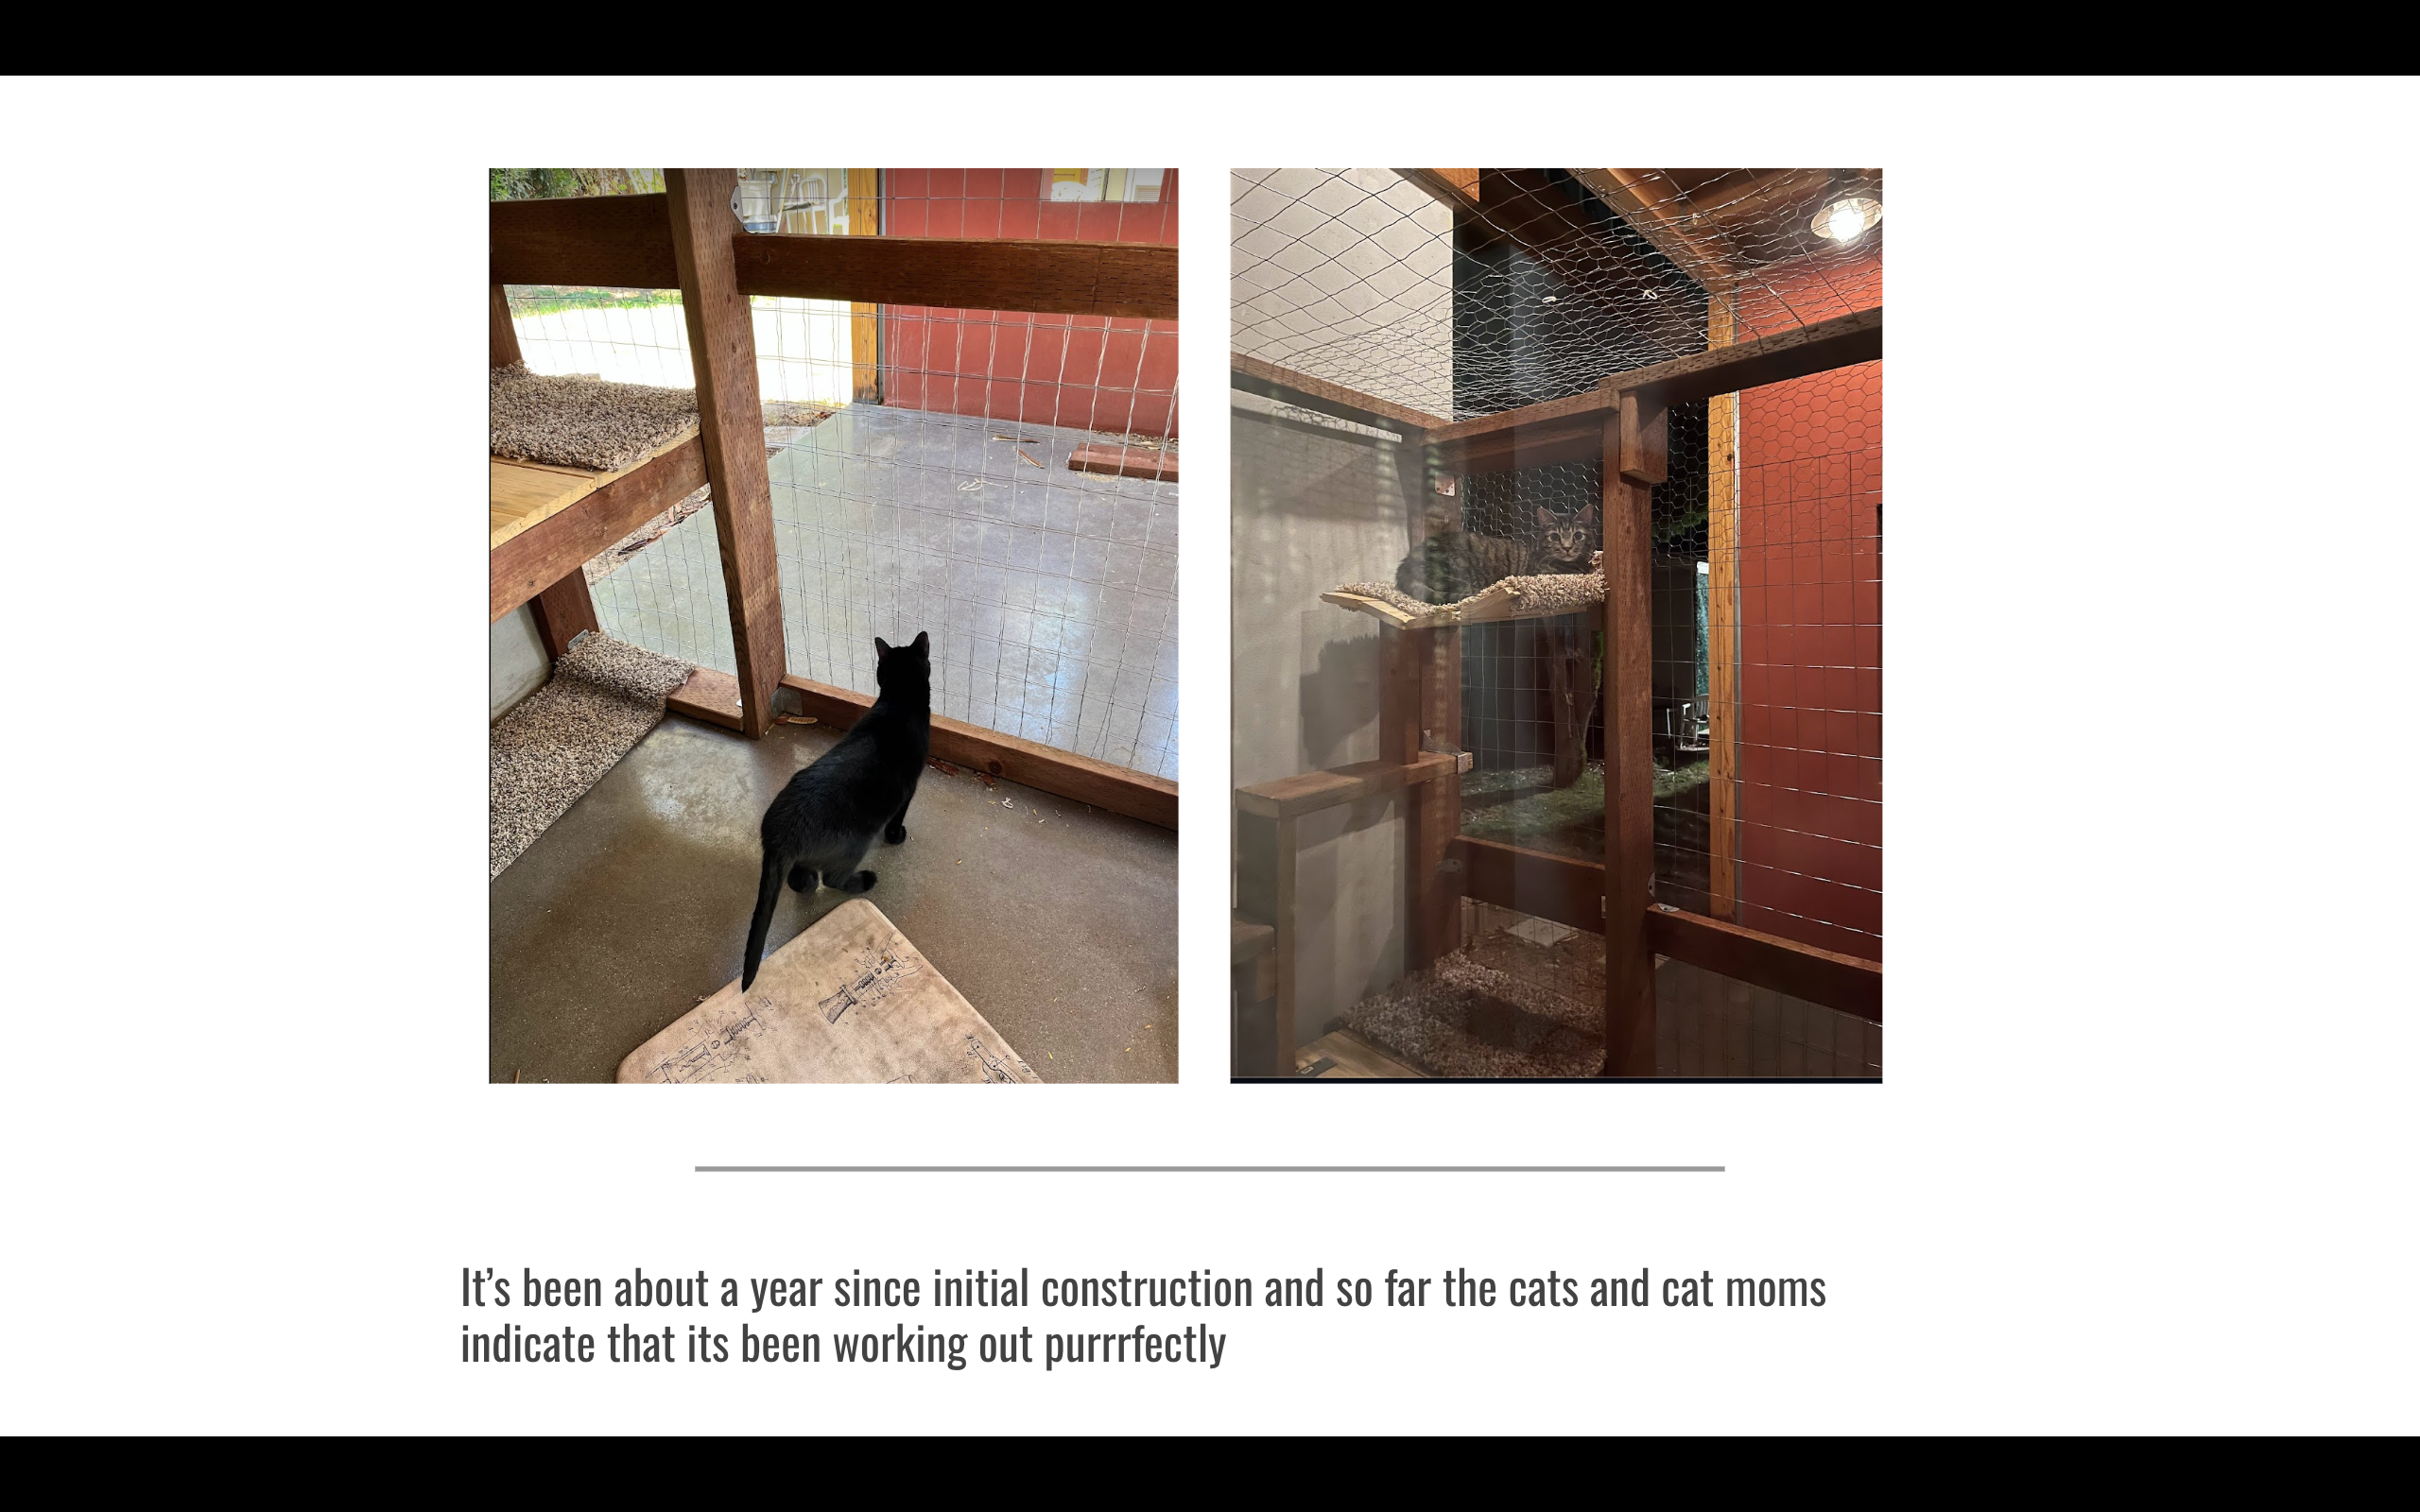 It’s been about a year since initial construction and so far the cats and cat moms
indicate that its been working out purrrfectly